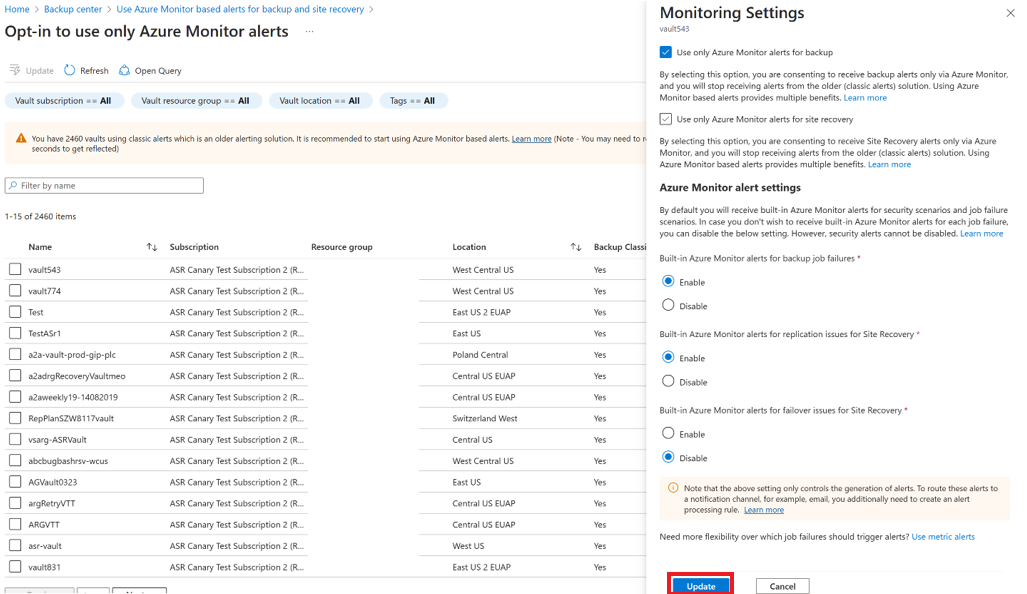 Home > Backup center > Use Azure Monitor based alerts for backup and site recovery >
Opt-in to use only Azure Monitor alerts ...
Update Refresh Open Query
Vault subscription == All Vault resource group == All Vault location == All Tags == All
You have 2460 vaults using classic alerts which is an older alerting solution. It is recommended to start using Azure Monitor based alerts. Learn more (Note - You may need to
seconds to get reflected)
Filter by name
1-15 of 2460 items
Name Subscription Resource group Location Backup Classi
vault543 ASR Canary Test Subscription 2 (R... West Central US Yes
vault774 ASR Canary Test Subscription 2 (R... West Central US Yes
Test ASR Canary Test Subscription 2 (R... East US 2 EUAP Yes
TestASr1 ASR Canary Test Subscription 2 (R... East US Yes
a2a-vault-prod-gip-plc ASR Canary Test Subscription 2 (R... Poland Central Yes
a2adrgRecoveryVaultmeo ASR Canary Test Subscription 2 (R... Central US EUAP Yes
a2aweekly19-14082019 ASR Canary Test Subscription 2 (R... Central US EUAP Yes
RepPlanSZW8117vault ASR Canary Test Subscription 2 (R... Switzerland West Yes
vsarg-ASRVault ASR Canary Test Subscription 2 (R... Central US Yes
abcbugbashrsv-wcus ASR Canary Test Subscription 2 (R... West Central US Yes
AGVault0323 ASR Canary Test Subscription 2 (R... East US Yes
argRetryVTT ASR Canary Test Subscription 2 (R... Central US EUAP Yes
ARGVTT ASR Canary Test Subscription 2 (R... Central US EUAP Yes
asr-vault ASR Canary Test Subscription 2 (R... West US Yes
vault831 ASR Canary Test Subscription 2 (R... East US 2 EUAP Yes
Monitoring Settings
vault543
Use only Azure Monitor alerts for backup
By selecting this option, you are consenting to receive backup alerts only via Azure Monitor,
and you will stop receiving alerts from the older (classic alerts) solution. Using Azure
Monitor based alerts provides multiple benefits. Learn more
Use only Azure Monitor alerts for site recovery
By selecting this option, you are consenting to receive Site Recovery alerts only via Azure
Monitor, and you will stop receiving alerts from the older (classic alerts) solution. Using
Azure Monitor based alerts provides multiple benefits. Learn more
Azure Monitor alert settings
By default you will receive built-in Azure Monitor alerts for security scenarios and job failure
scenarios. In case you don't wish to receive built-in Azure Monitor alerts for each job failure,
you can disable the below setting. However, security alerts cannot be disabled. Learn more
Built-in Azure Monitor alerts for backup job failures *
Enable
Disable
Built-in Azure Monitor alerts for replication issues for Site Recovery *
Enable
Disable
Built-in Azure Monitor alerts for failover issues for Site Recovery *
Enable
Disable
Note that the above setting only controls the generation of alerts. To route these alerts to
a notification channel, for example, email, you additionally need to create an alert
processing rule. Learn more
Need more flexibility over which job failures should trigger alerts? Use metric alerts
Update Cancel